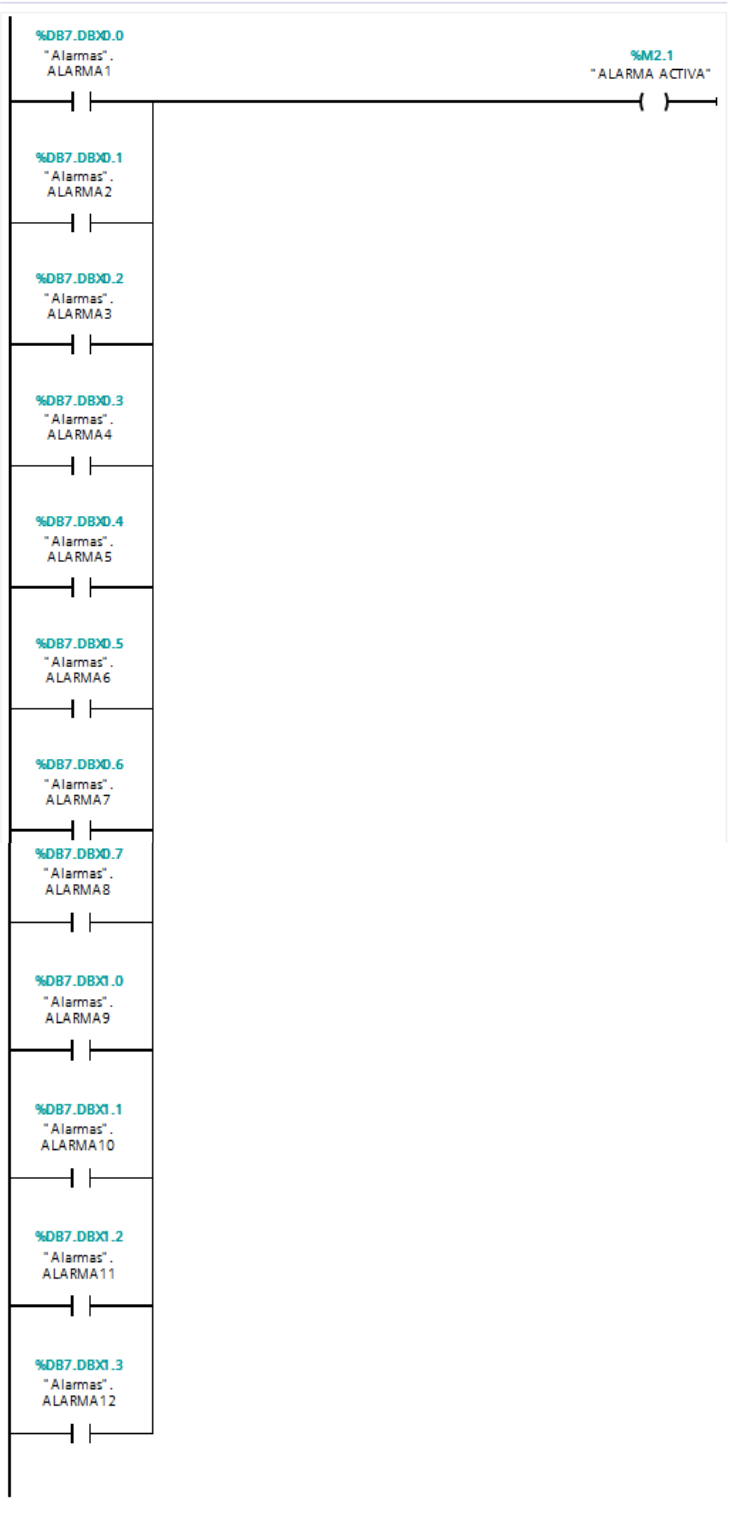 %DB7.DBX0.0
"Alarmas".
ALARMA1
%M2.1
"ALARMA ACTIVA"
%DB7.DBX0.1
"Alarmas".
ALARMA2
%DB7.DBX0.2
"Alarmas".
ALARMA3
%DB7.DBX0.3
"Alarmas".
ALARMA4
%DB7.DBX0.4
"Alarmas".
ALARMA5
%DB7.DBX0.5
"Alarmas".
ALARMA6
%DB7.DBX0.6
"Alarmas".
ALARMA7
%DB7.DBX0.7
"Alarmas".
ALARMA8
%DB7.DBX1.0
"Alarmas".
ALARMA9
%DB7.DBX1.1
"Alarmas".
ALARMA10
%DB7.DBX1.2
"Alarmas".
ALARMA11
%DB7.DBX1.3
"Alarmas".
ALARMA12